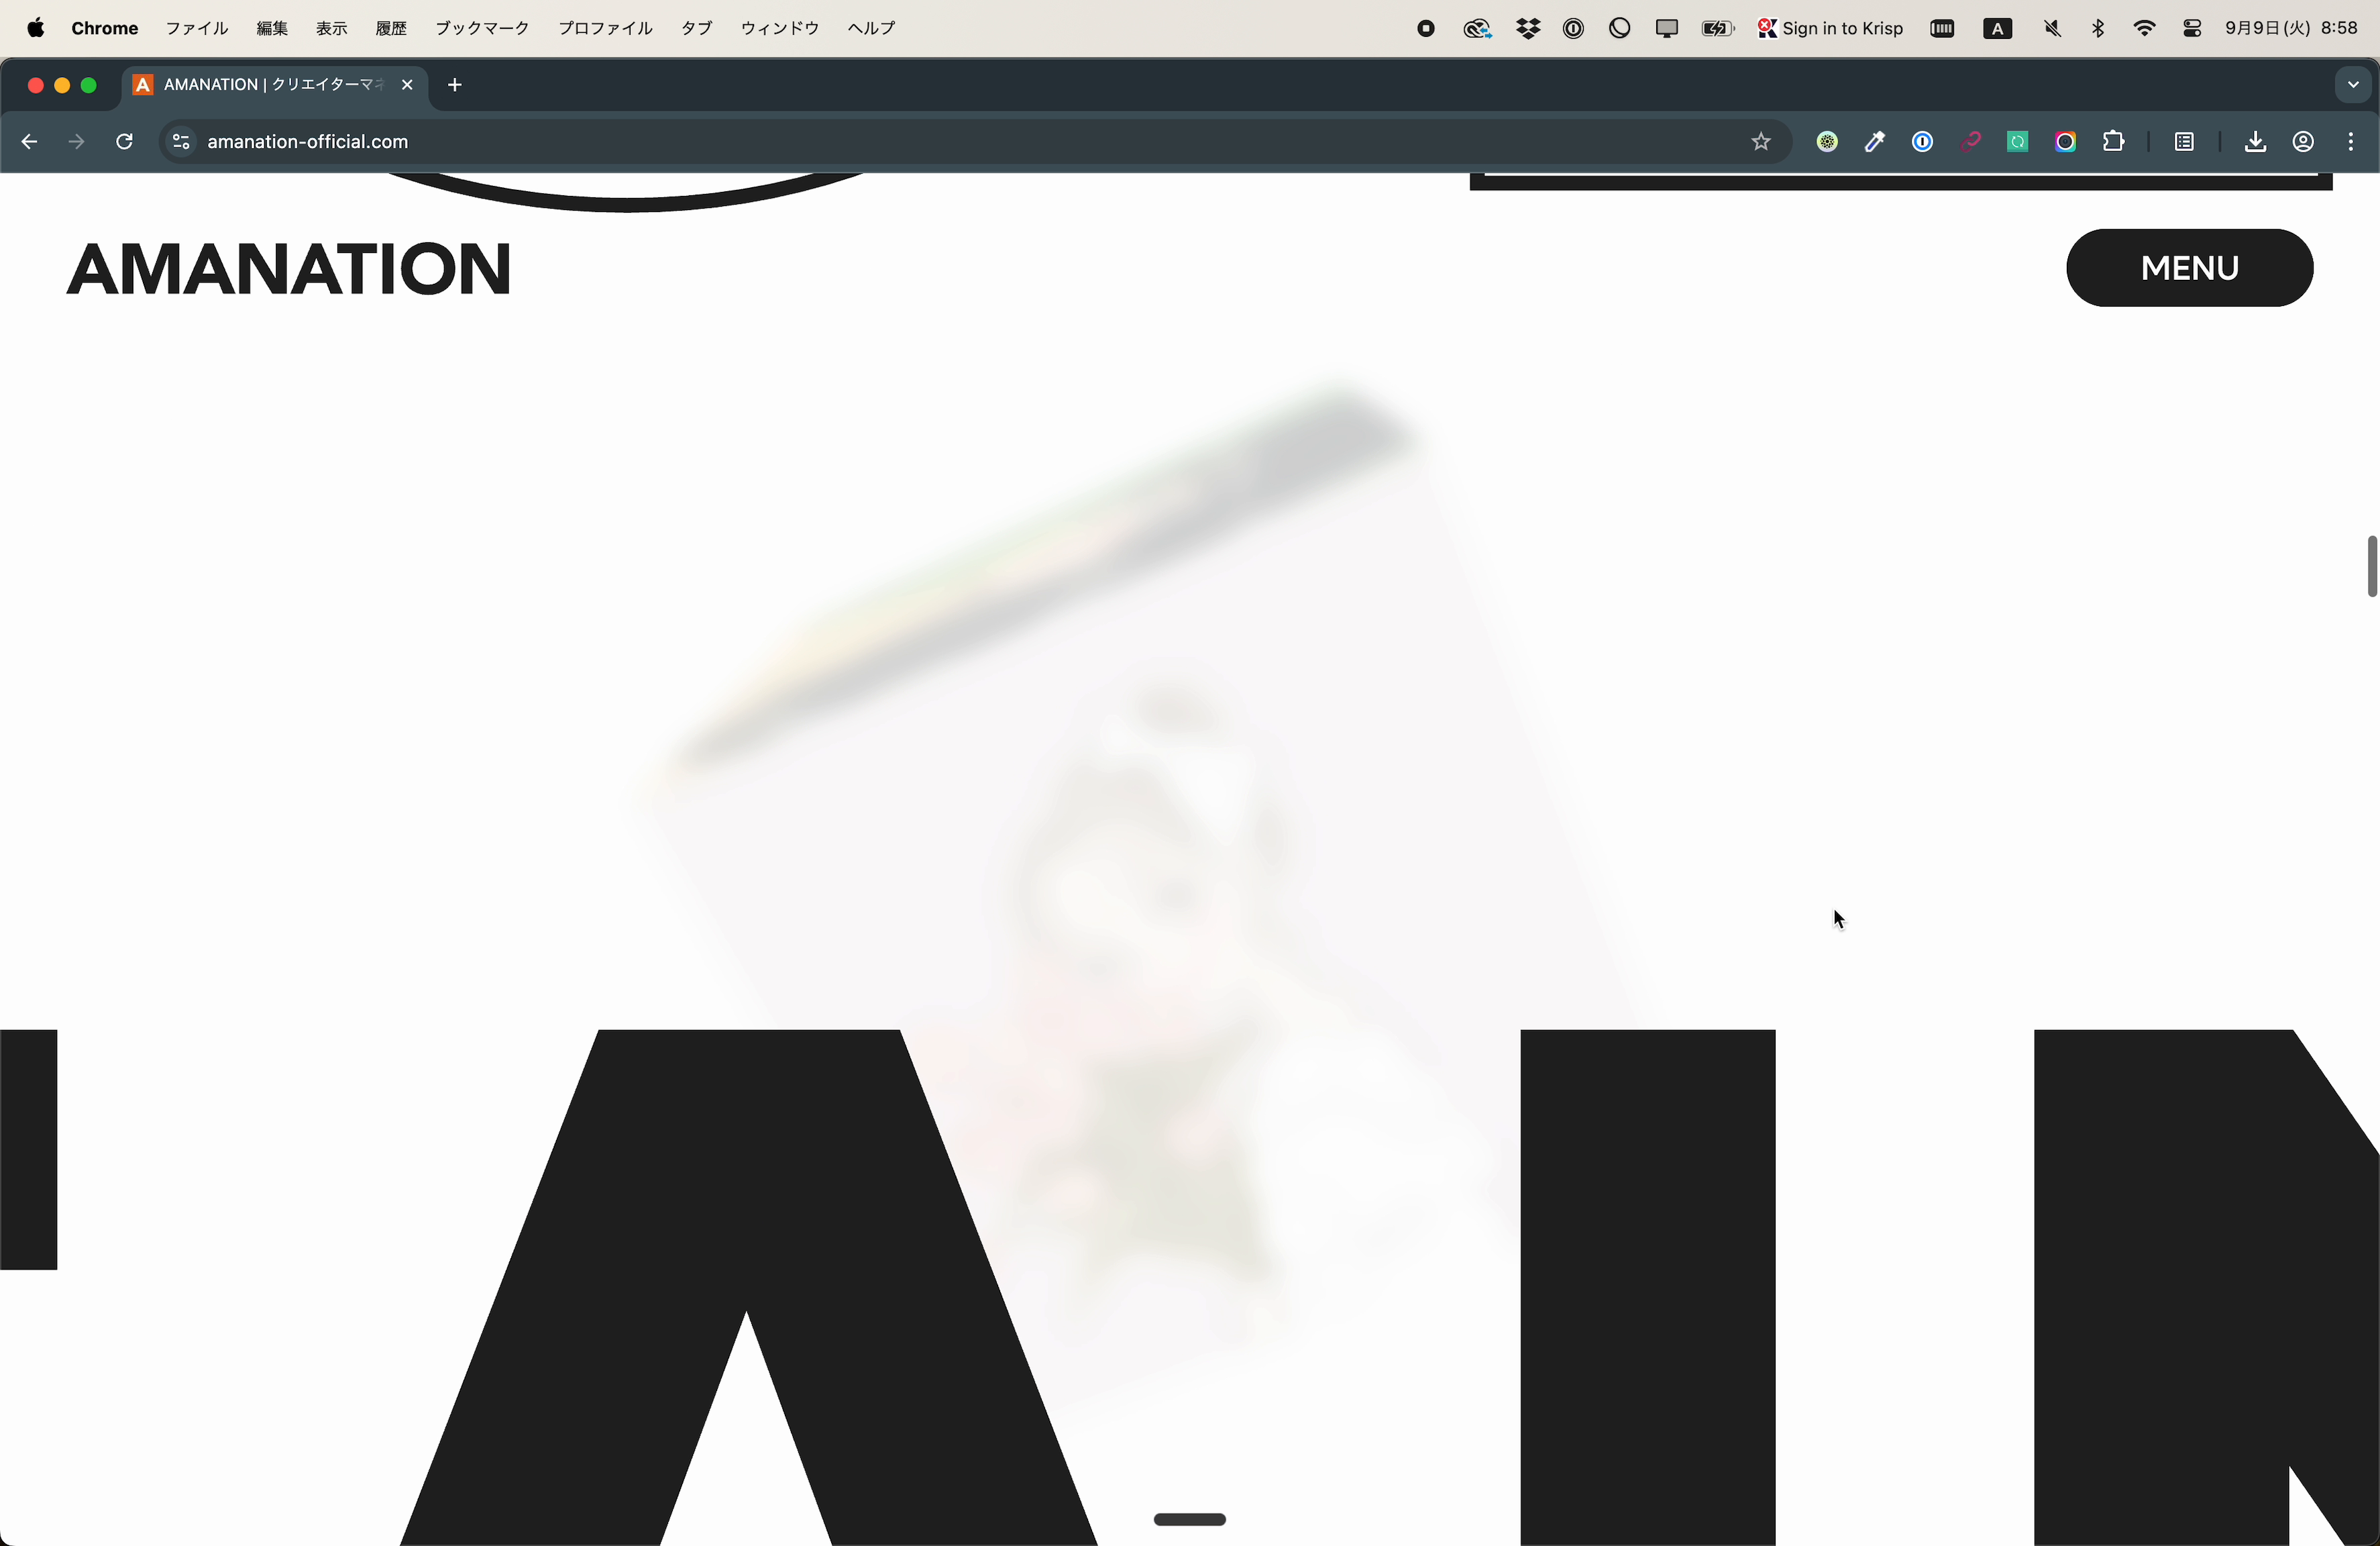 Chrome ファイル 編集 表示 履歴 ブックマーク プロファイル タブ ウィンドウ ヘルプ Sign in to Krisp A 9月9日(火) 8:58
A AMANATION | クリエイターマネ
amanation-official.com
AMANATION
MENU